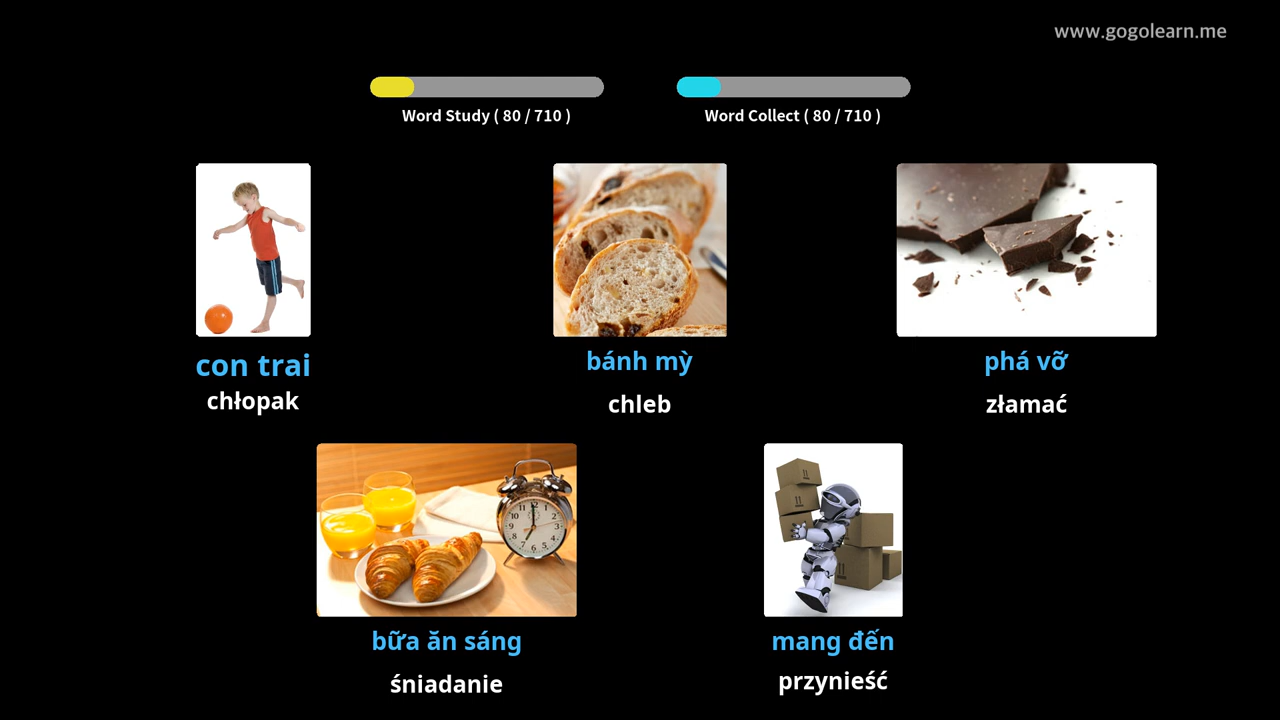 www.gogolearn.me
Word Study ( 80 / 710 )
Word Collect ( 80 / 710 )
con trai
chłopak
bánh mỳ
chleb
phá vỡ
złamać
bữa ăn sáng
śniadanie
mang đến
przynieść